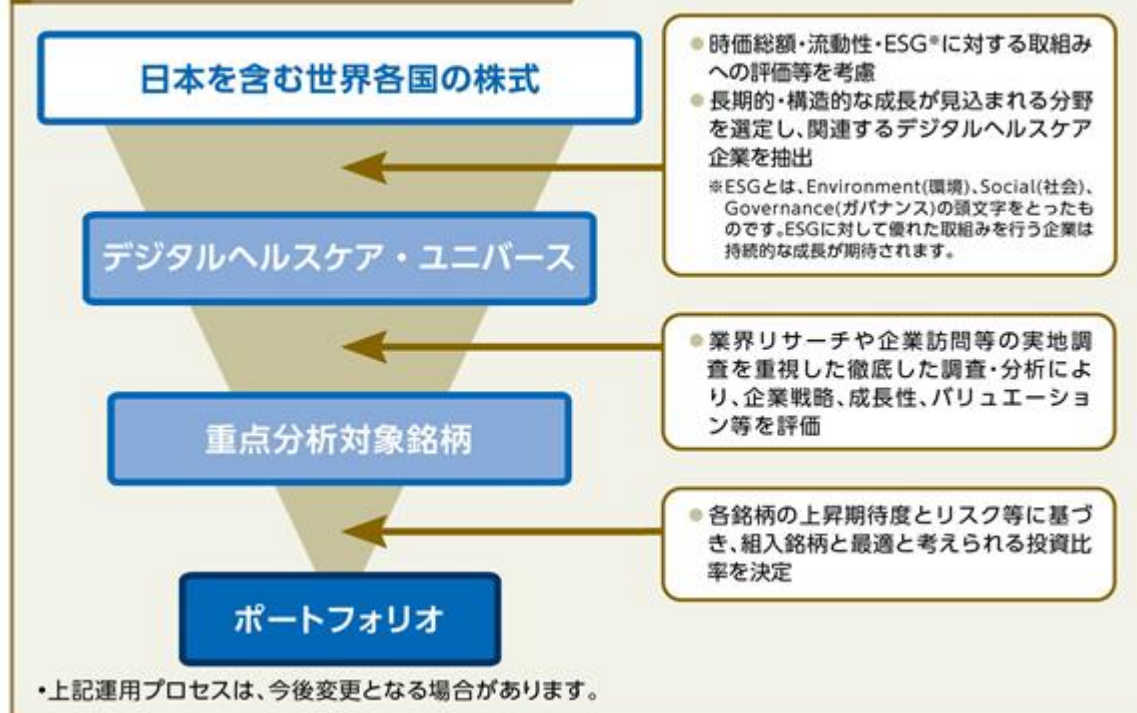 日本を含む世界各国の株式
●時価総額・流動性・ESG※に対する取組み
への評価等を考慮
●長期的・構造的な成長が見込まれる分野
を選定し、関連するデジタルヘルスケア
企業を抽出
※ESGとは、Environment(環境)、Social(社会)、
Governance(ガバナンス)の頭文字をとったも
のです。ESGに対して優れた取組みを行う企業は
持続的な成長が期待されます。
デジタルヘルスケア・ユニバース
●業界リサーチや企業訪問等の実地調
査を重視した徹底した調査・分析によ
り、企業戦略、成長性、バリュエーショ
ン等を評価
重点分析対象銘柄
●各銘柄の上昇期待度とリスク等に基づ
き、組入銘柄と最適と考えられる投資比
率を決定
ポートフォリオ
・上記運用プロセスは、今後変更となる場合があります。